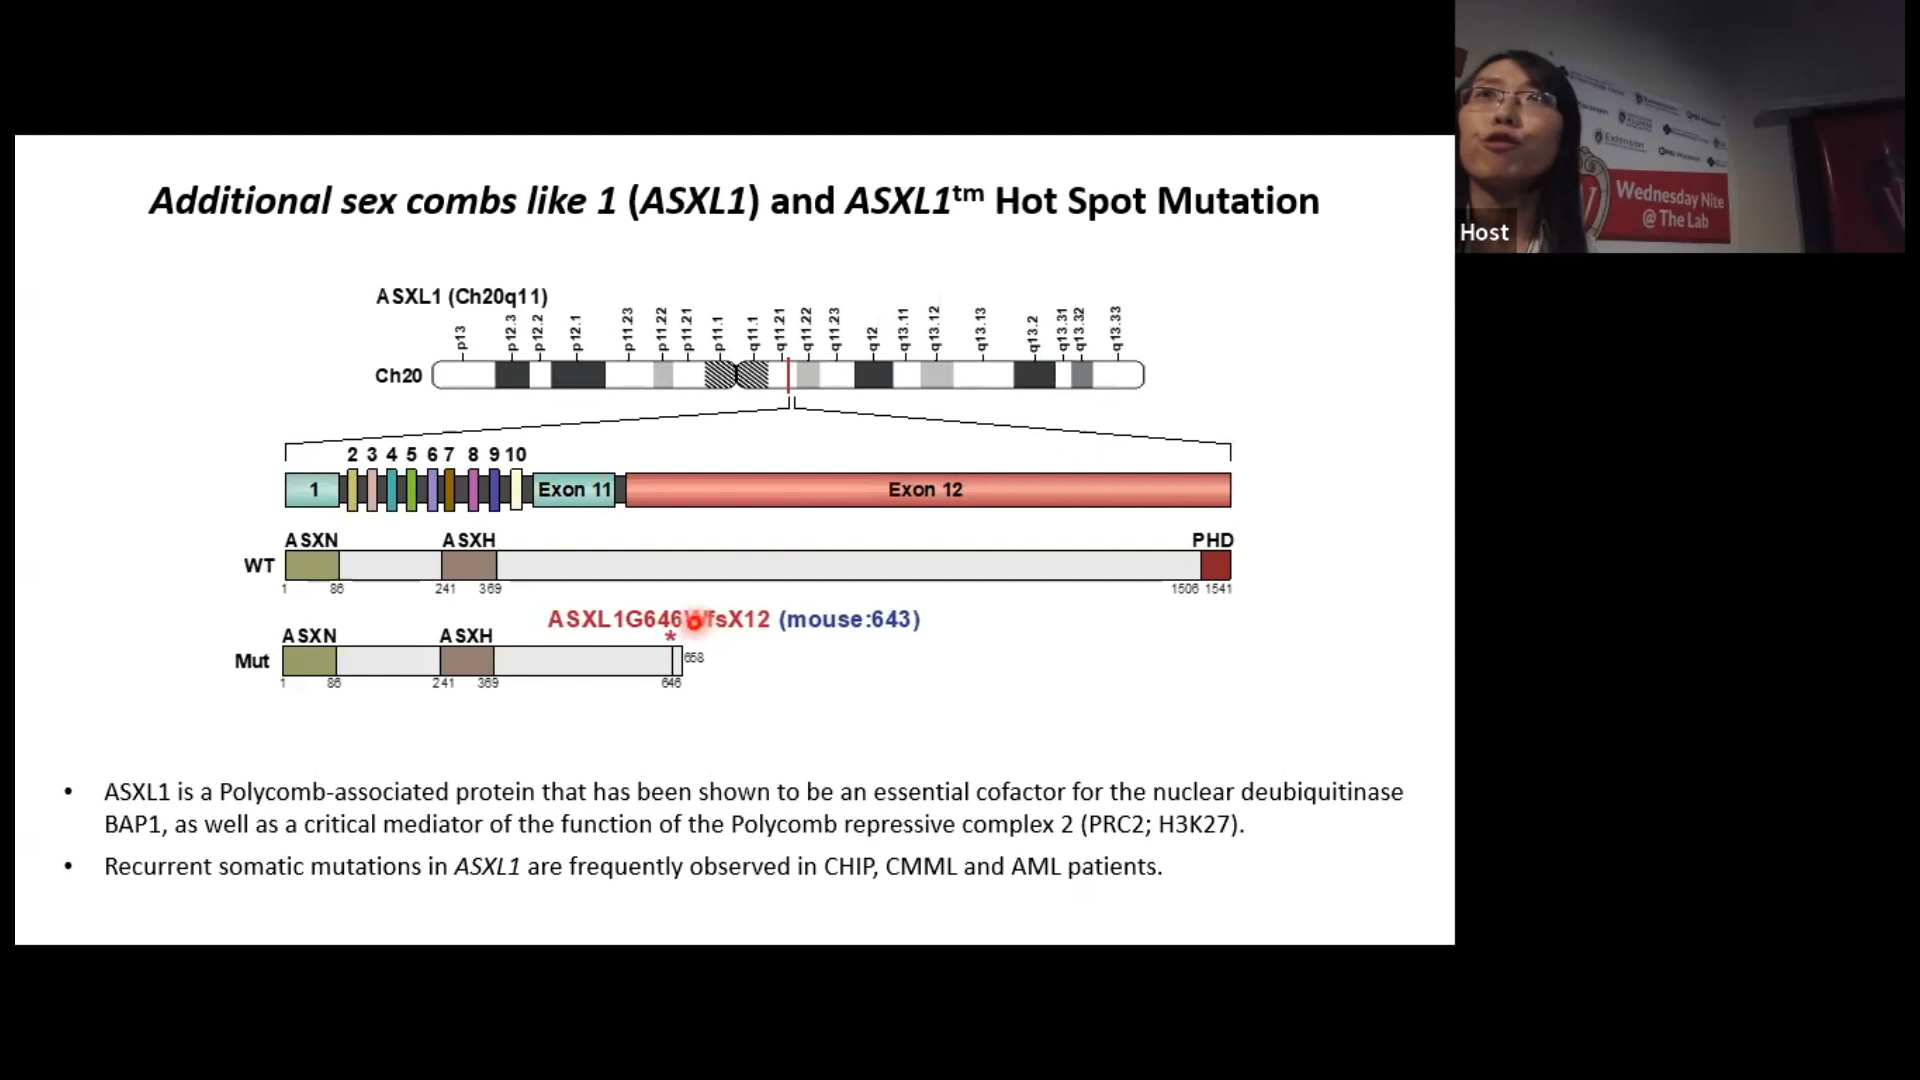 Additional sex combs like 1 (ASXL1) and ASXL1tm Hot Spot Mutation
ASXL1 (Ch20q11)
p13 p12.3 p12.2 p12.1 p11.23 p11.22 p11.21 p11.1 q11.1 q11.21 q11.22 q11.23 q12 q13.11 q13.12 q13.13 q13.2 q13.31 q13.32 q13.33
Ch20
2 3 4 5 6 7 8 9 10
1 Exon 11 Exon 12
ASXN ASXH PHD
WT
1 86 241 369 1506 1541
ASXL1G646WfsX12 (mouse:643)
*
ASXN ASXH
Mut 658
1 86 241 369 646
• ASXL1 is a Polycomb-associated protein that has been shown to be an essential cofactor for the nuclear deubiquitinase
BAP1, as well as a critical mediator of the function of the Polycomb repressive complex 2 (PRC2; H3K27).
• Recurrent somatic mutations in ASXL1 are frequently observed in CHIP, CMML and AML patients.
Extension
Wednesday Nite
@ The Lab
Host